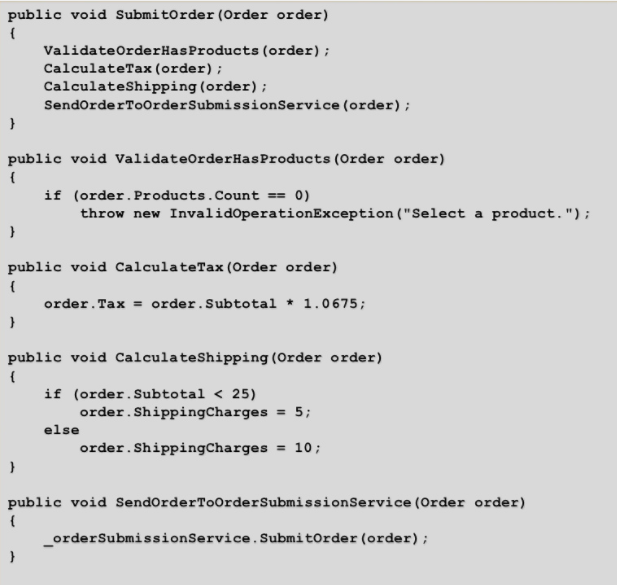 public void SubmitOrder(Order order)
{
    ValidateOrderHasProducts(order);
    CalculateTax(order);
    CalculateShipping(order);
    SendOrderToOrderSubmissionService(order);
}

public void ValidateOrderHasProducts(Order order)
{
    if (order.Products.Count == 0)
        throw new InvalidOperationException("Select a product.");
}

public void CalculateTax(Order order)
{
    order.Tax = order.Subtotal * 1.0675;
}

public void CalculateShipping(Order order)
{
    if (order.Subtotal < 25)
        order.ShippingCharges = 5;
    else
        order.ShippingCharges = 10;
}

public void SendOrderToOrderSubmissionService(Order order)
{
    _orderSubmissionService.SubmitOrder(order);
}